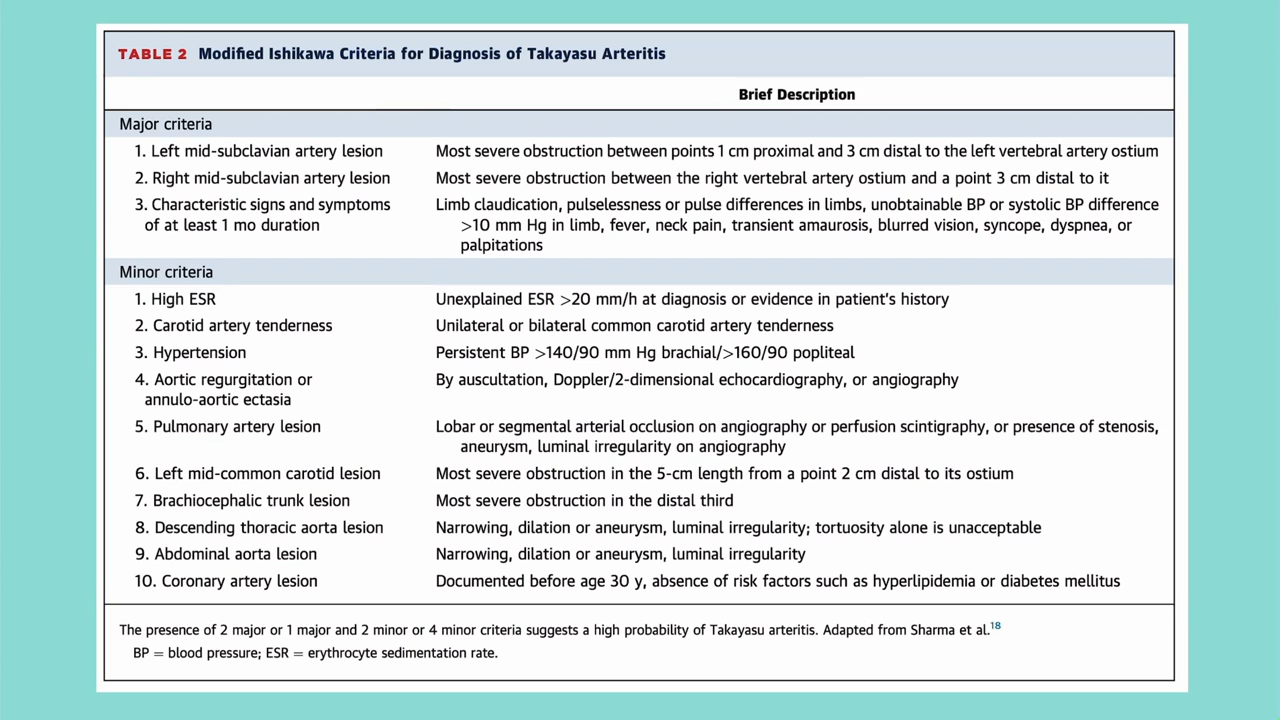 TABLE 2 Modified Ishikawa Criteria for Diagnosis of Takayasu Arteritis
Brief Description
Major criteria
1. Left mid-subclavian artery lesion Most severe obstruction between points 1 cm proximal and 3 cm distal to the left vertebral artery ostium
2. Right mid-subclavian artery lesion Most severe obstruction between the right vertebral artery ostium and a point 3 cm distal to it
3. Characteristic signs and symptoms Limb claudication, pulselessness or pulse differences in limbs, unobtainable BP or systolic BP difference
of at least 1 mo duration >10 mm Hg in limb, fever, neck pain, transient amaurosis, blurred vision, syncope, dyspnea, or
palpitations
Minor criteria
1. High ESR Unexplained ESR >20 mm/h at diagnosis or evidence in patient's history
2. Carotid artery tenderness Unilateral or bilateral common carotid artery tenderness
3. Hypertension Persistent BP >140/90 mm Hg brachial/>160/90 popliteal
4. Aortic regurgitation or By auscultation, Doppler/2-dimensional echocardiography, or angiography
annulo-aortic ectasia
5. Pulmonary artery lesion Lobar or segmental arterial occlusion on angiography or perfusion scintigraphy, or presence of stenosis,
aneurysm, luminal irregularity on angiography
6. Left mid-common carotid lesion Most severe obstruction in the 5-cm length from a point 2 cm distal to its ostium
7. Brachiocephalic trunk lesion Most severe obstruction in the distal third
8. Descending thoracic aorta lesion Narrowing, dilation or aneurysm, luminal irregularity; tortuosity alone is unacceptable
9. Abdominal aorta lesion Narrowing, dilation or aneurysm, luminal irregularity
10. Coronary artery lesion Documented before age 30 y, absence of risk factors such as hyperlipidemia or diabetes mellitus
The presence of 2 major or 1 major and 2 minor or 4 minor criteria suggests a high probability of Takayasu arteritis. Adapted from Sharma et al.18
BP = blood pressure; ESR = erythrocyte sedimentation rate.